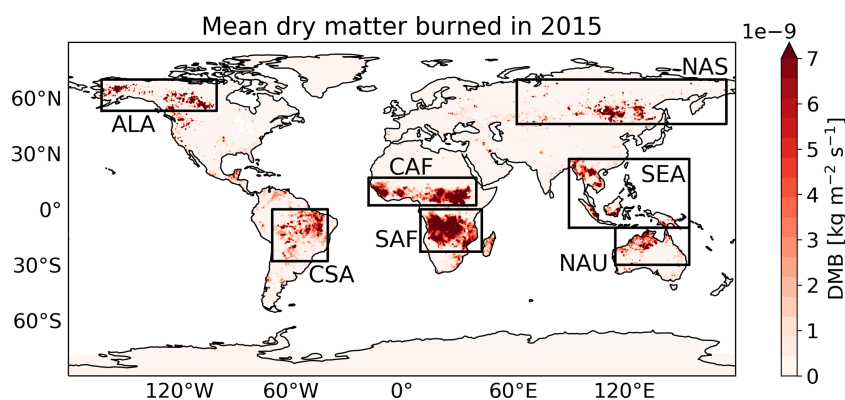 Mean dry matter burned in 2015
1e−9
NAS
ALA
CAF
SEA
SAF
NAU
CSA
60°N
30°N
0°
30°S
60°S
120°W 60°W 0° 60°E 120°E
7
6
5
4
3
2
1
0
DMB [kg m⁻² s⁻¹]